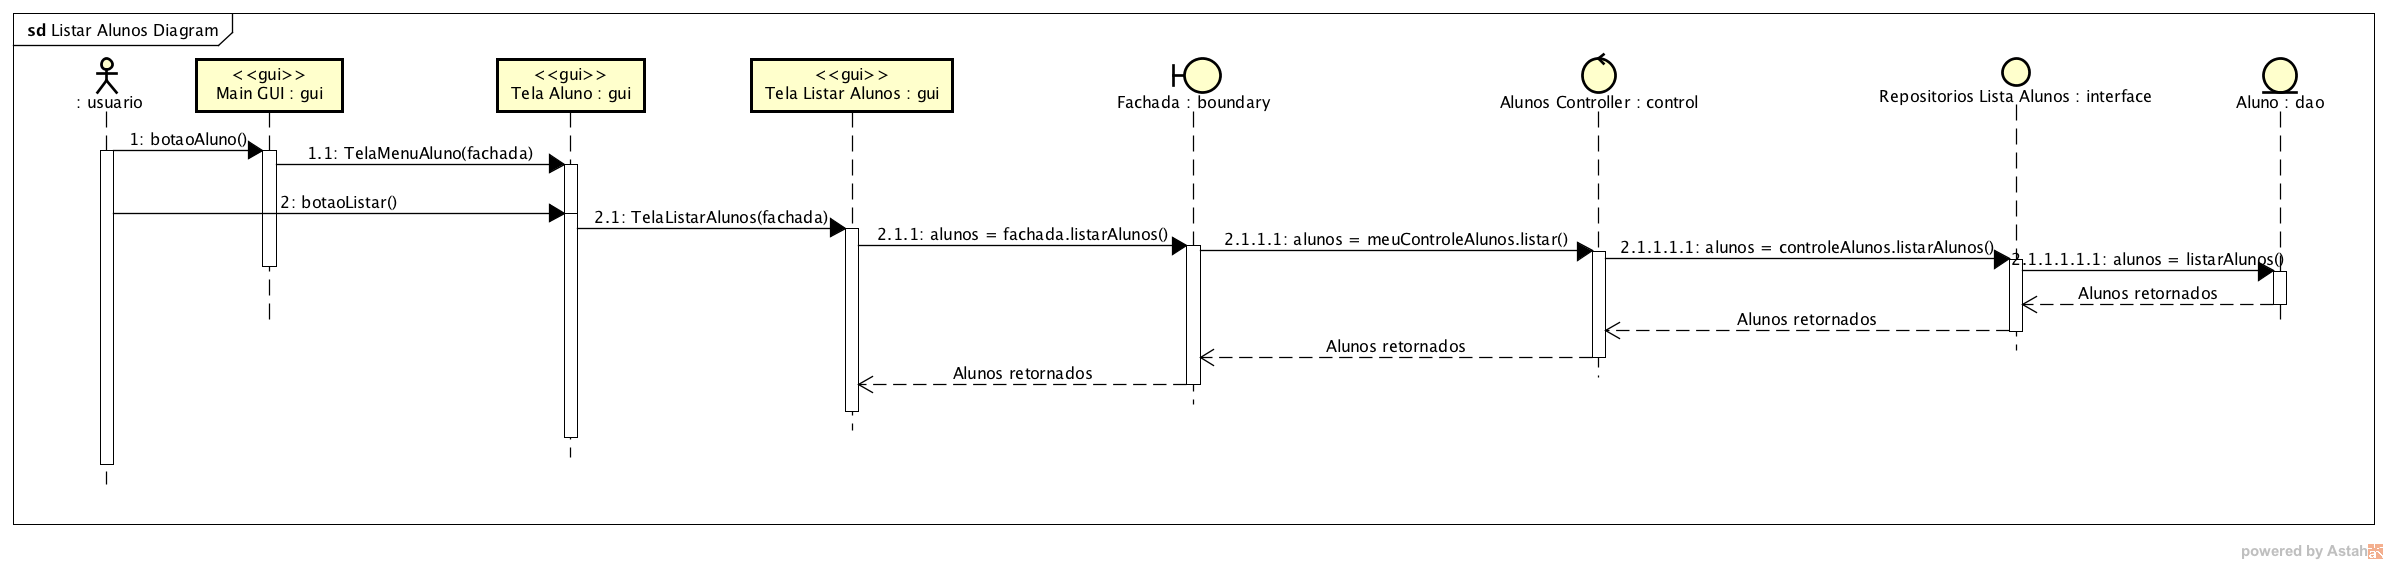 sd Listar Alunos Diagram
: usuario
<<gui>>
Main GUI : gui
<<gui>>
Tela Aluno : gui
<<gui>>
Tela Listar Alunos : gui
Fachada : boundary
Alunos Controller : control
Repositorios Lista Alunos : interface
Aluno : dao
1: botaoAluno()
1.1: TelaMenuAluno(fachada)
2: botaoListar()
2.1: TelaListarAlunos(fachada)
2.1.1: alunos = fachada.listarAlunos()
2.1.1.1: alunos = meuControleAlunos.listar()
2.1.1.1.1: alunos = controleAlunos.listarAlunos()
2.1.1.1.1.1: alunos = listarAlunos()
Alunos retornados
Alunos retornados
Alunos retornados
Alunos retornados
powered by Astah